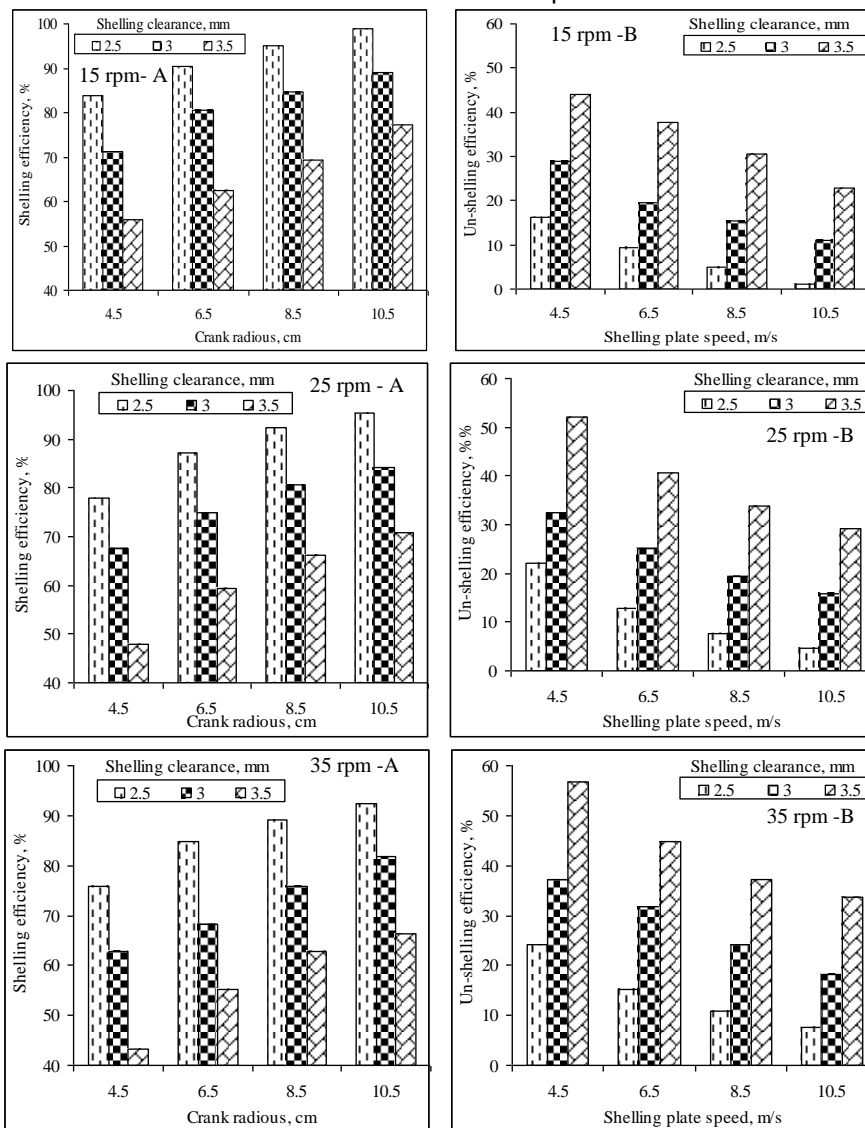 Shelling clearance, mm
2.5 3 3.5
15 rpm- A
Shelling efficiency, %
100
90
80
70
60
50
40
4.5 6.5 8.5 10.5
Crank radious, cm
15 rpm -B
Shelling clearance, mm
2.5 3 3.5
Un-shelling efficiency, %
60
50
40
30
20
10
0
4.5 6.5 8.5 10.5
Shelling plate speed, m/s
Shelling clearance, mm
2.5 3 3.5
25 rpm - A
Shelling efficiency, %
100
90
80
70
60
50
40
4.5 6.5 8.5 10.5
Crank radious, cm
Shelling clearance, mm
2.5 3 3.5
25 rpm -B
Un-shelling efficiency, %%
60
50
40
30
20
10
0
4.5 6.5 8.5 10.5
Shelling plate speed, m/s
Shelling clearance, mm
2.5 3 3.5
35 rpm -A
Shelling efficiency, %
100
90
80
70
60
50
40
4.5 6.5 8.5 10.5
Crank radious, cm
Shelling clearance, mm
2.5 3 3.5
35 rpm -B
Un-shelling efficiency, %
60
50
40
30
20
10
0
4.5 6.5 8.5 10.5
Shelling plate speed, m/s